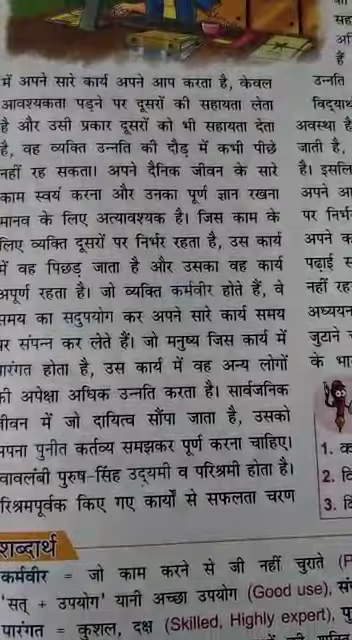 में अपने सारे कार्य अपने आप करता है, केवल
आवश्यकता पड़ने पर दूसरों की सहायता लेता
है और उसी प्रकार दूसरों को भी सहायता देता
है, वह व्यक्ति उन्नति की दौड़ में कभी पीछे
नहीं रह सकता। अपने दैनिक जीवन के सारे
काम स्वयं करना और उनका पूर्ण ज्ञान रखना
मानव के लिए अत्यावश्यक है। जिस काम के
लिए व्यक्ति दूसरों पर निर्भर रहता है, उस कार्य
में वह पिछड़ जाता है और उसका वह कार्य
अपूर्ण रहता है। जो व्यक्ति कर्मवीर होते हैं, वे
समय का सदुपयोग कर अपने सारे कार्य समय
पर संपन्न कर लेते हैं। जो मनुष्य जिस कार्य में
पारंगत होता है, उस कार्य में वह अन्य लोगों
की अपेक्षा अधिक उन्नति करता है। सार्वजनिक
जीवन में जो दायित्व सौंपा जाता है, उसको
अपना पुनीत कर्तव्य समझकर पूर्ण करना चाहिए।
वावलंबी पुरुष-सिंह उद्यमी व परिश्रमी होता है।
रिश्रमपूर्वक किए गए कार्यों से सफलता चरण
हैं
उन्नति
विद्यार्थ
अवस्था है
जाती है,
है। इसलि
अपने आ
पर निर्भ
अपने क
पढ़ाई स
नहीं रह
अध्ययन
जुटाने
के भा
1. क
2. वि
3. वि
शब्दार्थ
कर्मवीर = जो काम करने से जी नहीं चुराते
'सत् + उपयोग' यानी अच्छा उपयोग (Good use),
पारंगत = कुशल, दक्ष (Skilled, Highly expert),